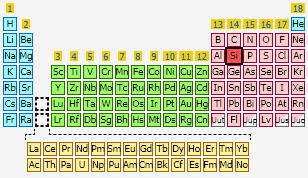 1 18
H 2 13 14 15 16 17 He
Li Be B C N O F Ne
Na Mg 3 4 5 6 7 8 9 10 11 12 Al Si P S Cl Ar
K Ca Sc Ti V Cr Mn Fe Co Ni Cu Zn Ga Ge As Se Br Kr
Rb Sr Y Zr Nb Mo Tc Ru Rh Pd Ag Cd In Sn Sb Te I Xe
Cs Ba Lu Hf Ta W Re Os Ir Pt Au Hg Tl Pb Bi Po At Rn
Fr Ra Lr Rf Db Sg Bh Hs Mt Ds Rg Cn Fl Lv
La Ce Pr Nd Pm Sm Eu Gd Tb Dy Ho Er Tm Yb
Ac Th Pa U Np Pu Am Cm Bk Cf Es Fm Md No